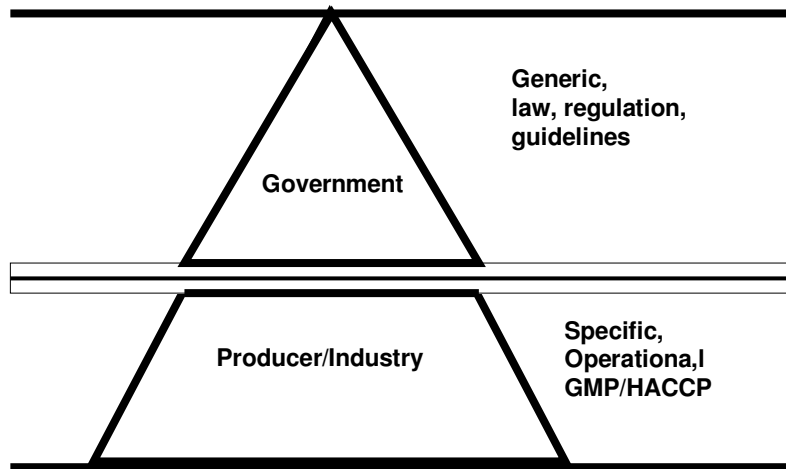 Generic,
law, regulation,
guidelines
Government
Specific,
Operationa,l
GMP/HACCP
Producer/Industry